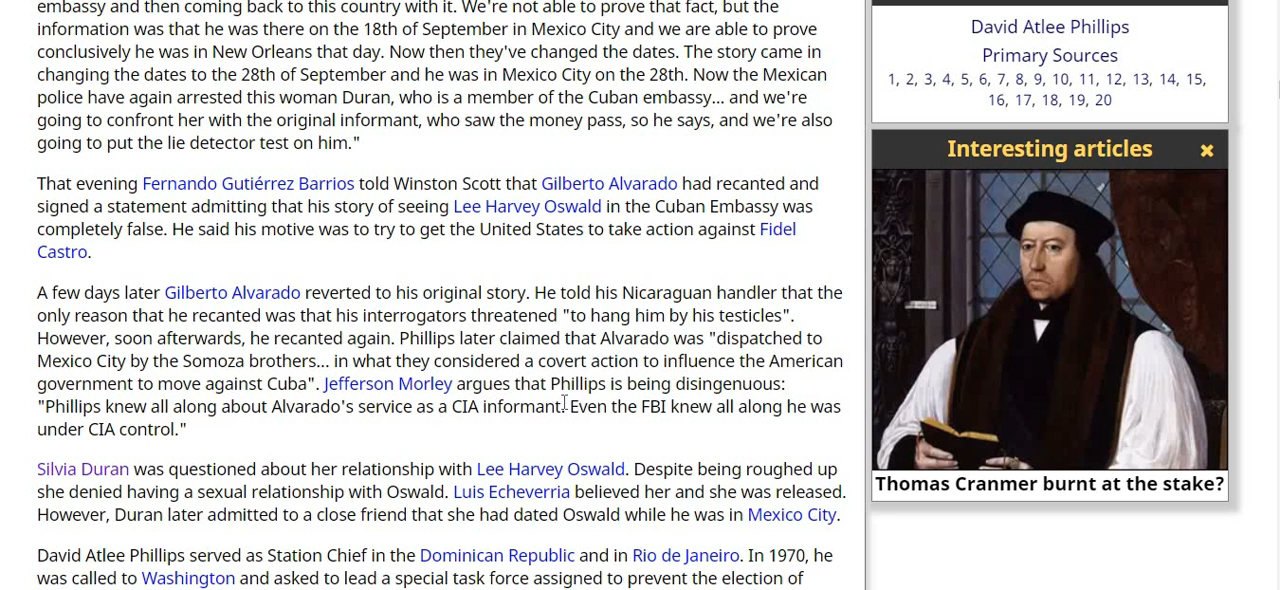 embassy and then coming back to this country with it. We're not able to prove that fact, but the
information was that he was there on the 18th of September in Mexico City and we are able to prove
conclusively he was in New Orleans that day. Now then they've changed the dates. The story came in
changing the dates to the 28th of September and he was in Mexico City on the 28th. Now the Mexican
police have again arrested this woman Duran, who is a member of the Cuban embassy... and we're
going to confront her with the original informant, who saw the money pass, so he says, and we're also
going to put the lie detector test on him."
That evening Fernando Gutiérrez Barrios told Winston Scott that Gilberto Alvarado had recanted and
signed a statement admitting that his story of seeing Lee Harvey Oswald in the Cuban Embassy was
completely false. He said his motive was to try to get the United States to take action against Fidel
Castro.
A few days later Gilberto Alvarado reverted to his original story. He told his Nicaraguan handler that the
only reason that he recanted was that his interrogators threatened "to hang him by his testicles".
However, soon afterwards, he recanted again. Phillips later claimed that Alvarado was "dispatched to
Mexico City by the Somoza brothers... in what they considered a covert action to influence the American
government to move against Cuba". Jefferson Morley argues that Phillips is being disingenuous:
"Phillips knew all along about Alvarado's service as a CIA informant. Even the FBI knew all along he was
under CIA control."
Silvia Duran was questioned about her relationship with Lee Harvey Oswald. Despite being roughed up
she denied having a sexual relationship with Oswald. Luis Echeverria believed her and she was released.
However, Duran later admitted to a close friend that she had dated Oswald while he was in Mexico City.
David Atlee Phillips served as Station Chief in the Dominican Republic and in Rio de Janeiro. In 1970, he
was called to Washington and asked to lead a special task force assigned to prevent the election of
David Atlee Phillips
Primary Sources
1, 2, 3, 4, 5, 6, 7, 8, 9, 10, 11, 12, 13, 14, 15,
16, 17, 18, 19, 20
Interesting articles
Thomas Cranmer burnt at the stake?